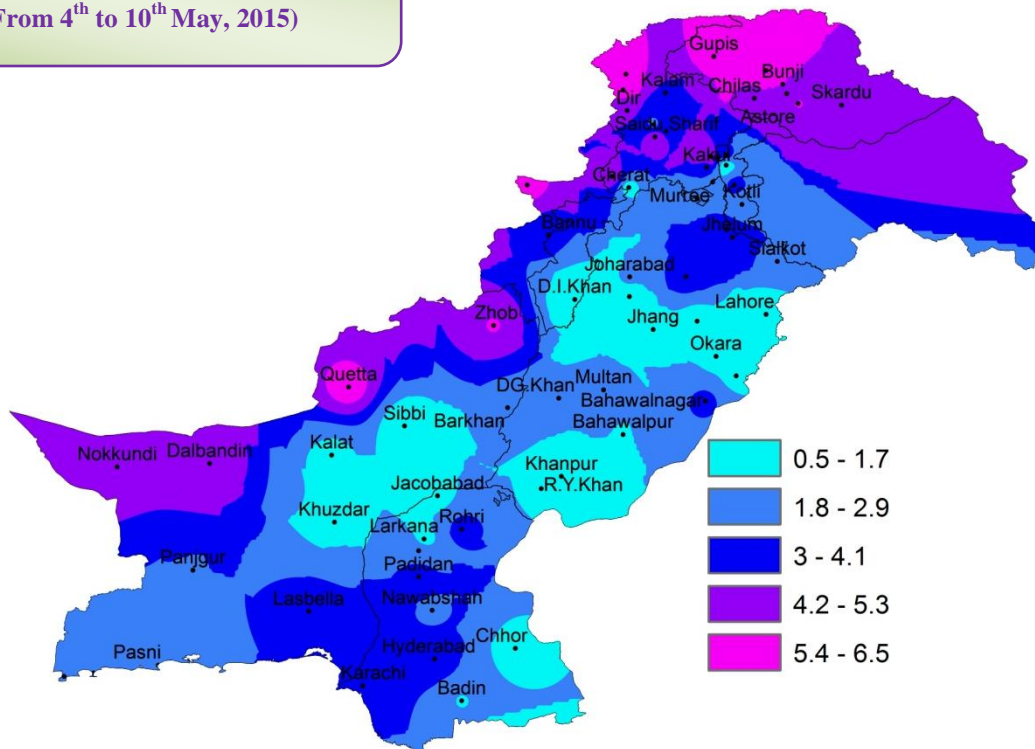 From 4th to 10th May, 2015)
Gupis
Bunji
Kalam
Chilas
Skardu
Dir
Astore
Saidu Sharif
Kakul
Cherat
Murree
Kotli
Bannu
Jhelum
Sialkot
Joharabad
D.I.Khan
Lahore
Zhob
Jhang
Okara
Quetta
DG.Khan
Multan
Bahawalnagar
Sibbi
Barkhan
Bahawalpur
Kalat
Nokkundi
Dalbandin
Khanpur
R.Y.Khan
Jacobabad
Khuzdar
Larkana
Rohri
Panjgur
Padidan
Lasbella
Nawabshah
Chhor
Hyderabad
Pasni
Karachi
Badin
0.5 - 1.7
1.8 - 2.9
3 - 4.1
4.2 - 5.3
5.4 - 6.5